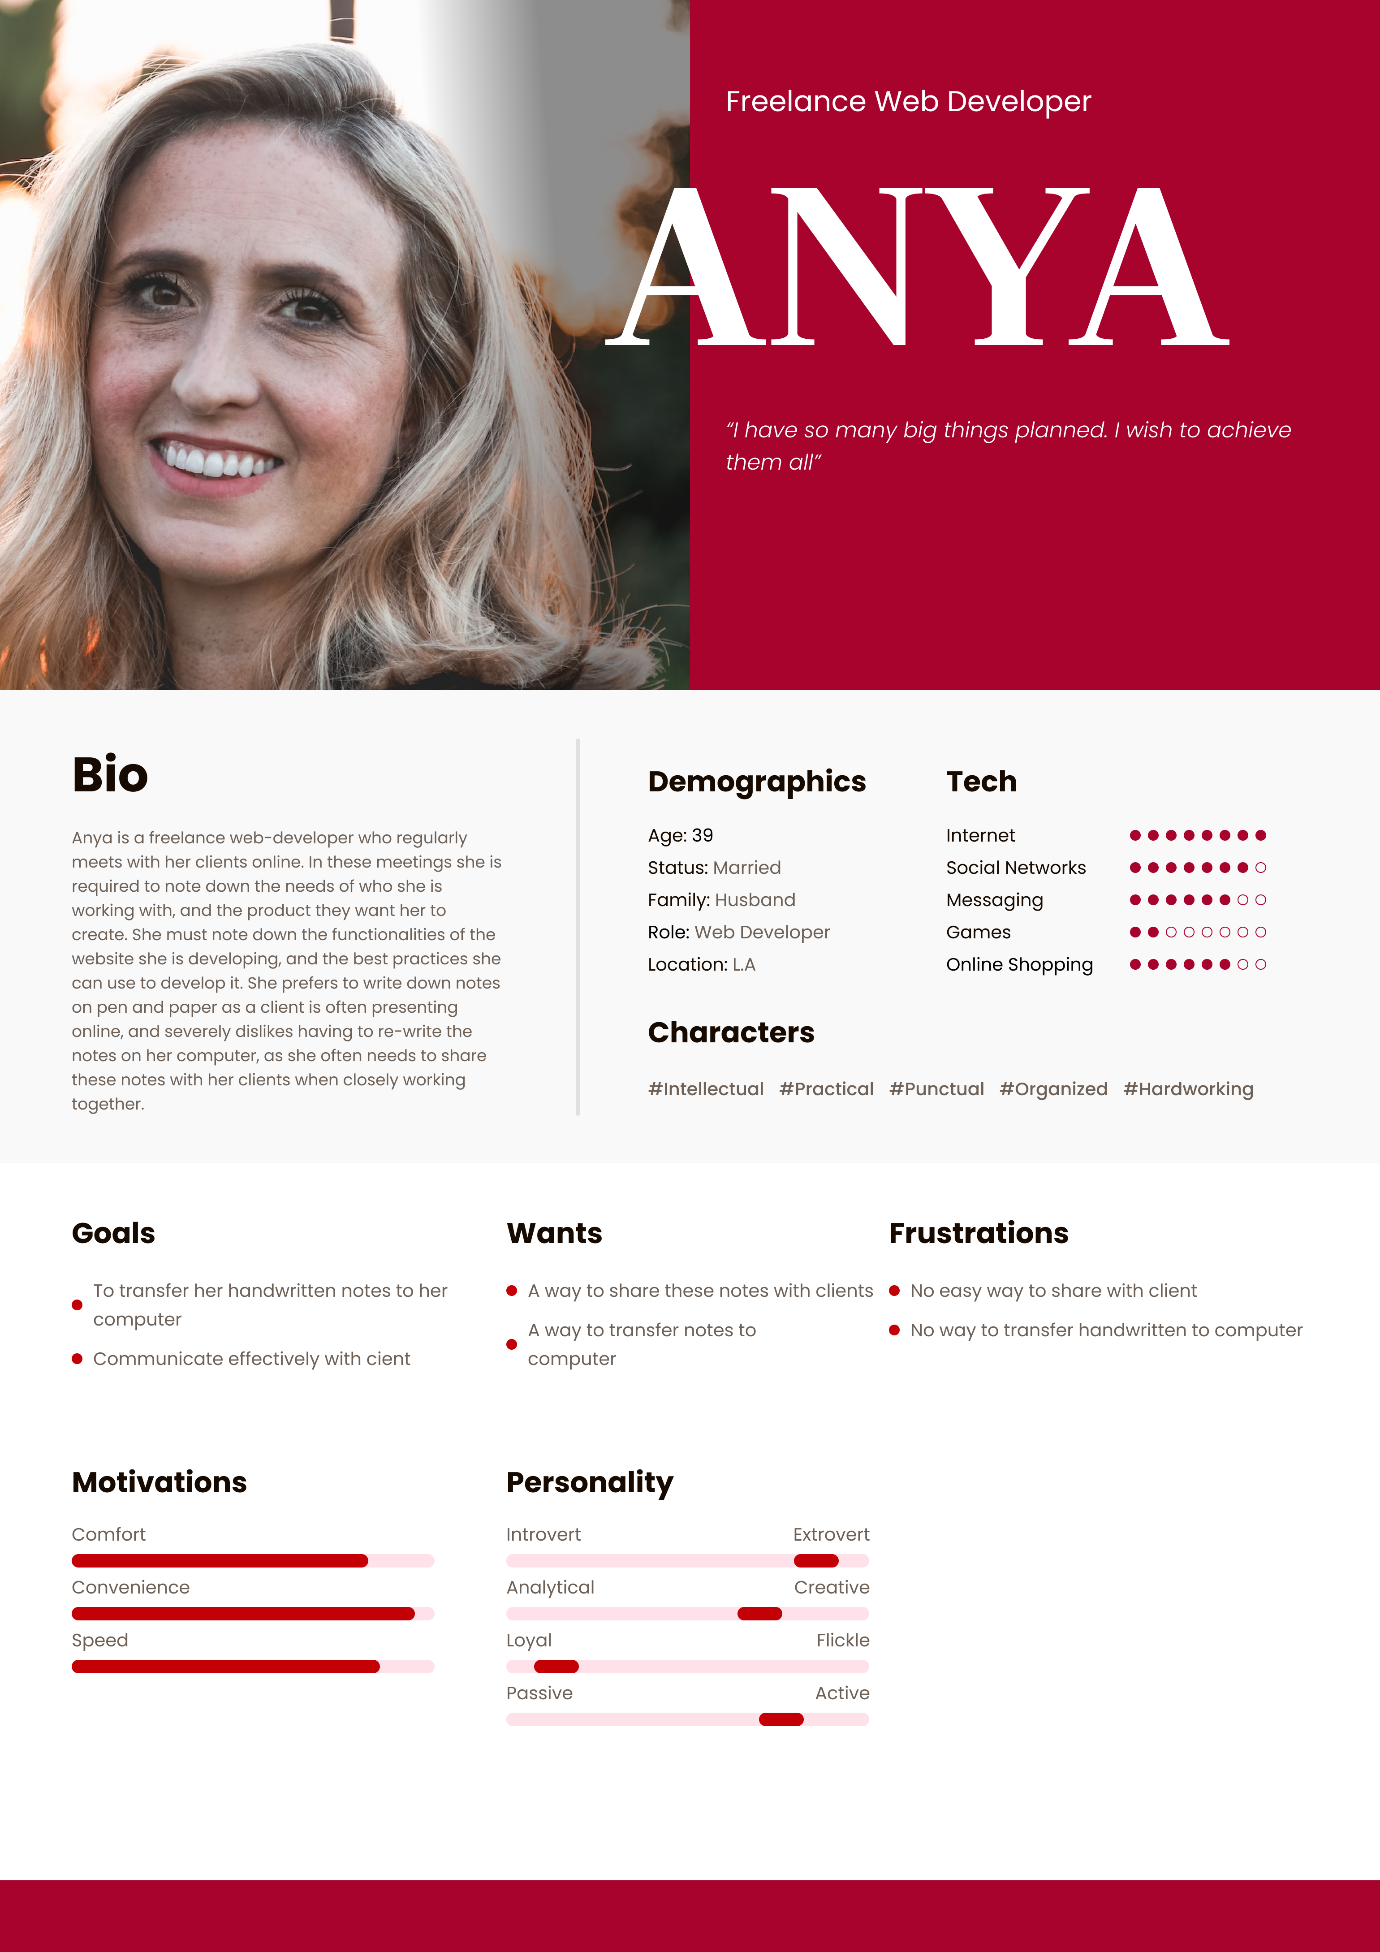 Freelance Web Developer
ANYA
“I have so many big things planned. I wish to achieve
them all”
Bio
Anya is a freelance web-developer who regularly
meets with her clients online. In these meetings she is
required to note down the needs of who she is
working with, and the product they want her to
create. She must note down the functionalities of the
website she is developing, and the best practices she
can use to develop it. She prefers to write down notes
on pen and paper as a client is often presenting
online, and severely dislikes having to re-write the
notes on her computer, as she often needs to share
these notes with her clients when closely working
together.
Demographics
Age: 39
Status: Married
Family: Husband
Role: Web Developer
Location: L.A
Tech
Internet
Social Networks
Messaging
Games
Online Shopping
Characters
#Intellectual #Practical #Punctual #Organized #Hardworking
Goals
To transfer her handwritten notes to her
computer
Communicate effectively with cient
Wants
A way to share these notes with clients
A way to transfer notes to
computer
Frustrations
No easy way to share with client
No way to transfer handwritten to computer
Motivations
Comfort
Convenience
Speed
Personality
Introvert Extrovert
Analytical Creative
Loyal Flickle
Passive Active